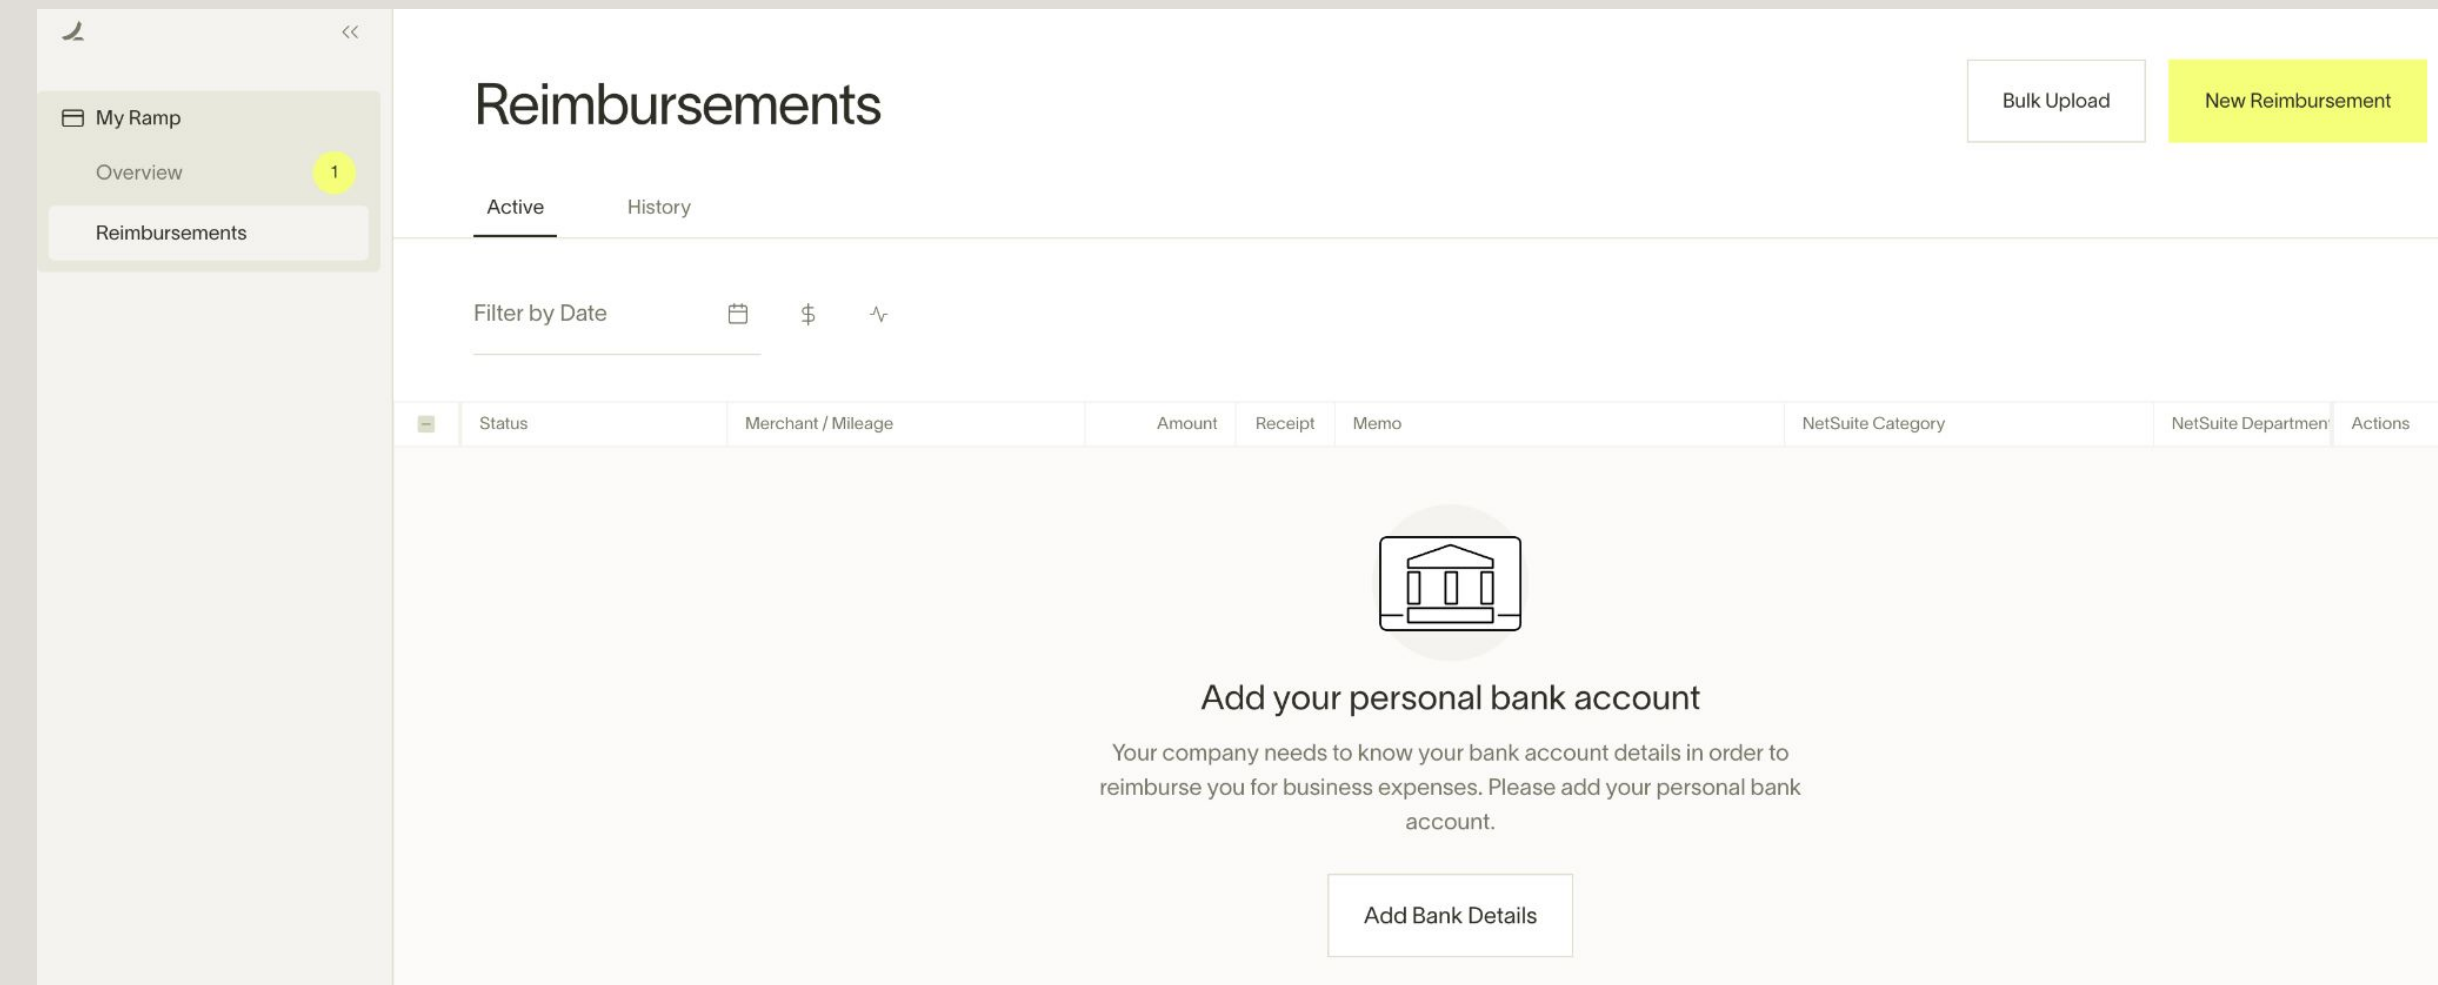 My Ramp
Overview 1
Reimbursements
Reimbursements
Bulk Upload
New Reimbursement
Active
History
Filter by Date
Status
Merchant / Mileage
Amount
Receipt
Memo
NetSuite Category
NetSuite Department
Actions
Add your personal bank account
Your company needs to know your bank account details in order to
reimburse you for business expenses. Please add your personal bank
account.
Add Bank Details